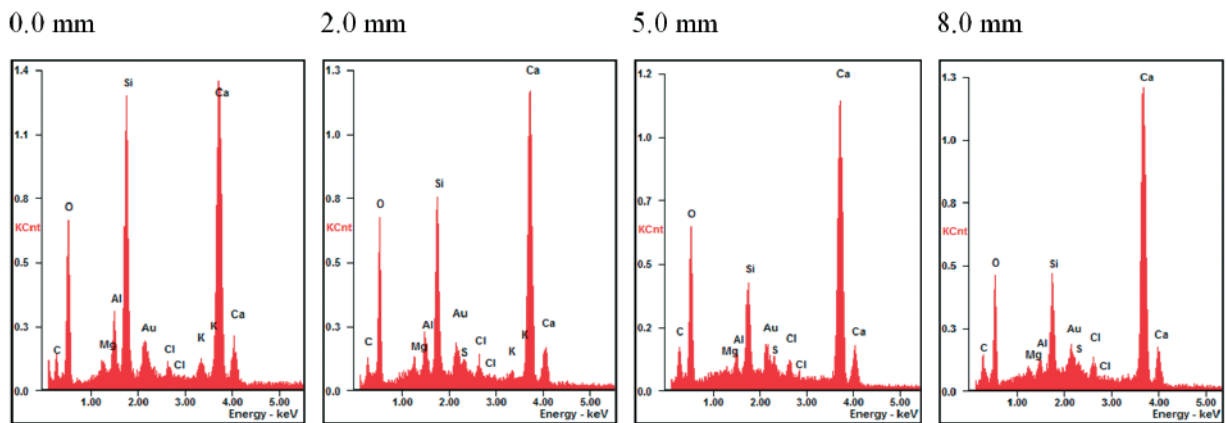 0.0 mm
2.0 mm
5.0 mm
8.0 mm
1.4
1.1
0.8
KCnt
0.5
0.3
0.0
1.00 2.00 3.00 4.00 5.00
Energy - keV
C
O
Mg
Al
Si
Au
Cl
Cl
K
K
Ca
Ca
1.3
1.0
0.8
KCnt
0.5
0.3
0.0
1.00 2.00 3.00 4.00 5.00
Energy - keV
C
O
Mg
Al
Si
Au
S
Cl
Cl
K
K
Ca
Ca
1.2
1.0
0.7
KCnt
0.5
0.2
0.0
1.00 2.00 3.00 4.00 5.00
Energy - keV
C
O
Mg
Al
Si
Au
S
Cl
Cl
Ca
Ca
1.3
1.0
0.8
KCnt
0.5
0.3
0.0
1.00 2.00 3.00 4.00 5.00
Energy - keV
C
O
Mg
Al
Si
Au
S
Cl
Cl
Ca
Ca